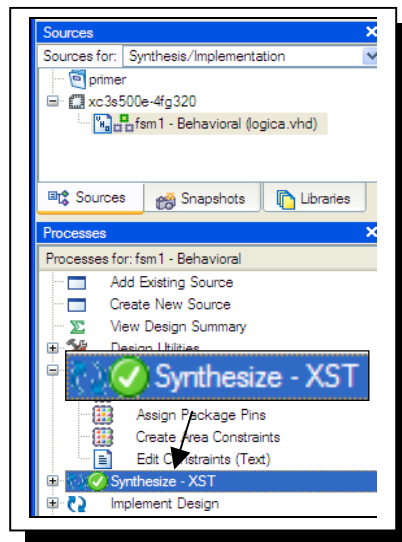 Sources
Sources for: Synthesis/Implementation
primer
xc3s500e-4fg320
fsm1 - Behavioral (logica.vhd)
Sources Snapshots Libraries
Processes
Processes for: fsm1 - Behavioral
Add Existing Source
Create New Source
View Design Summary
Design Utilities
Synthesize - XST
Assign Package Pins
Create Area Constraints
Edit Constraints (Text)
Synthesize - XST
Implement Design